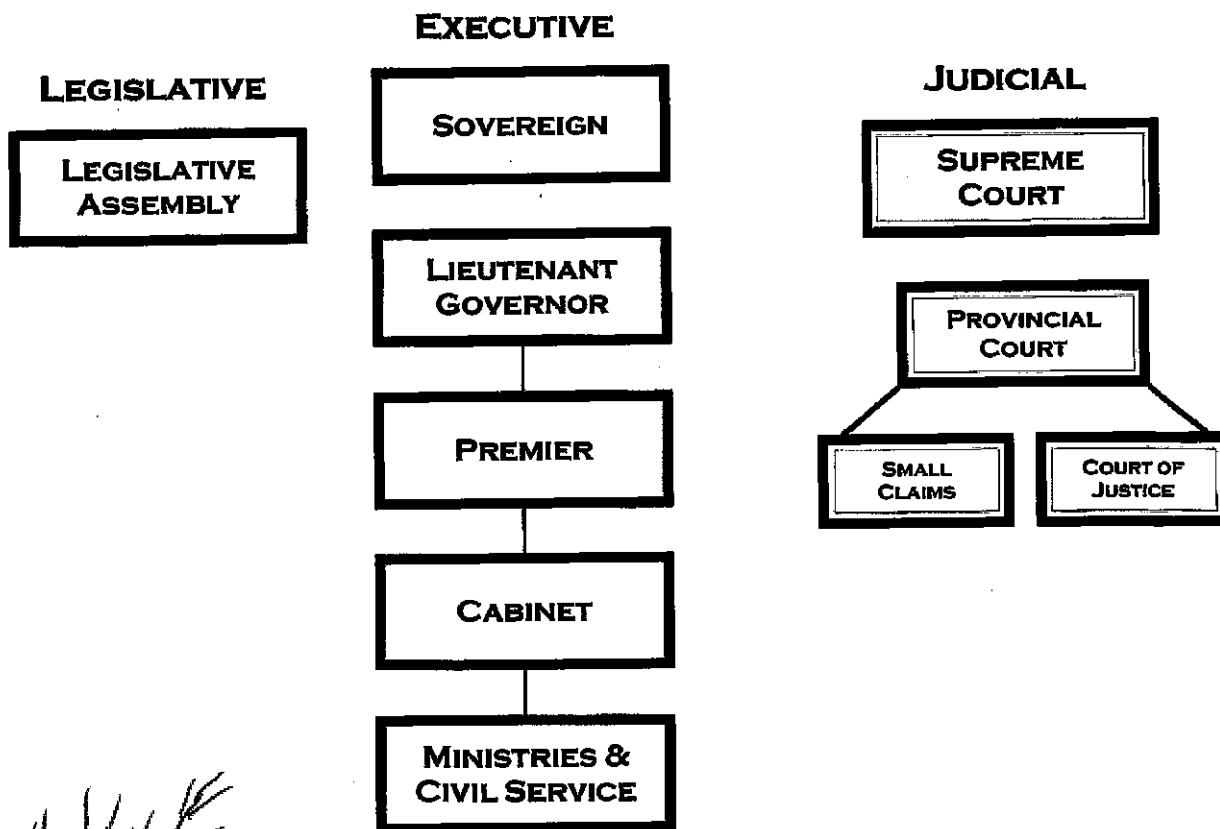 LEGISLATIVE
LEGISLATIVE
ASSEMBLY
EXECUTIVE
SOVEREIGN
LIEUTENANT
GOVERNOR
PREMIER
CABINET
MINISTRIES &
CIVIL SERVICE
JUDICIAL
SUPREME
COURT
PROVINCIAL
COURT
SMALL
CLAIMS
COURT OF
JUSTICE